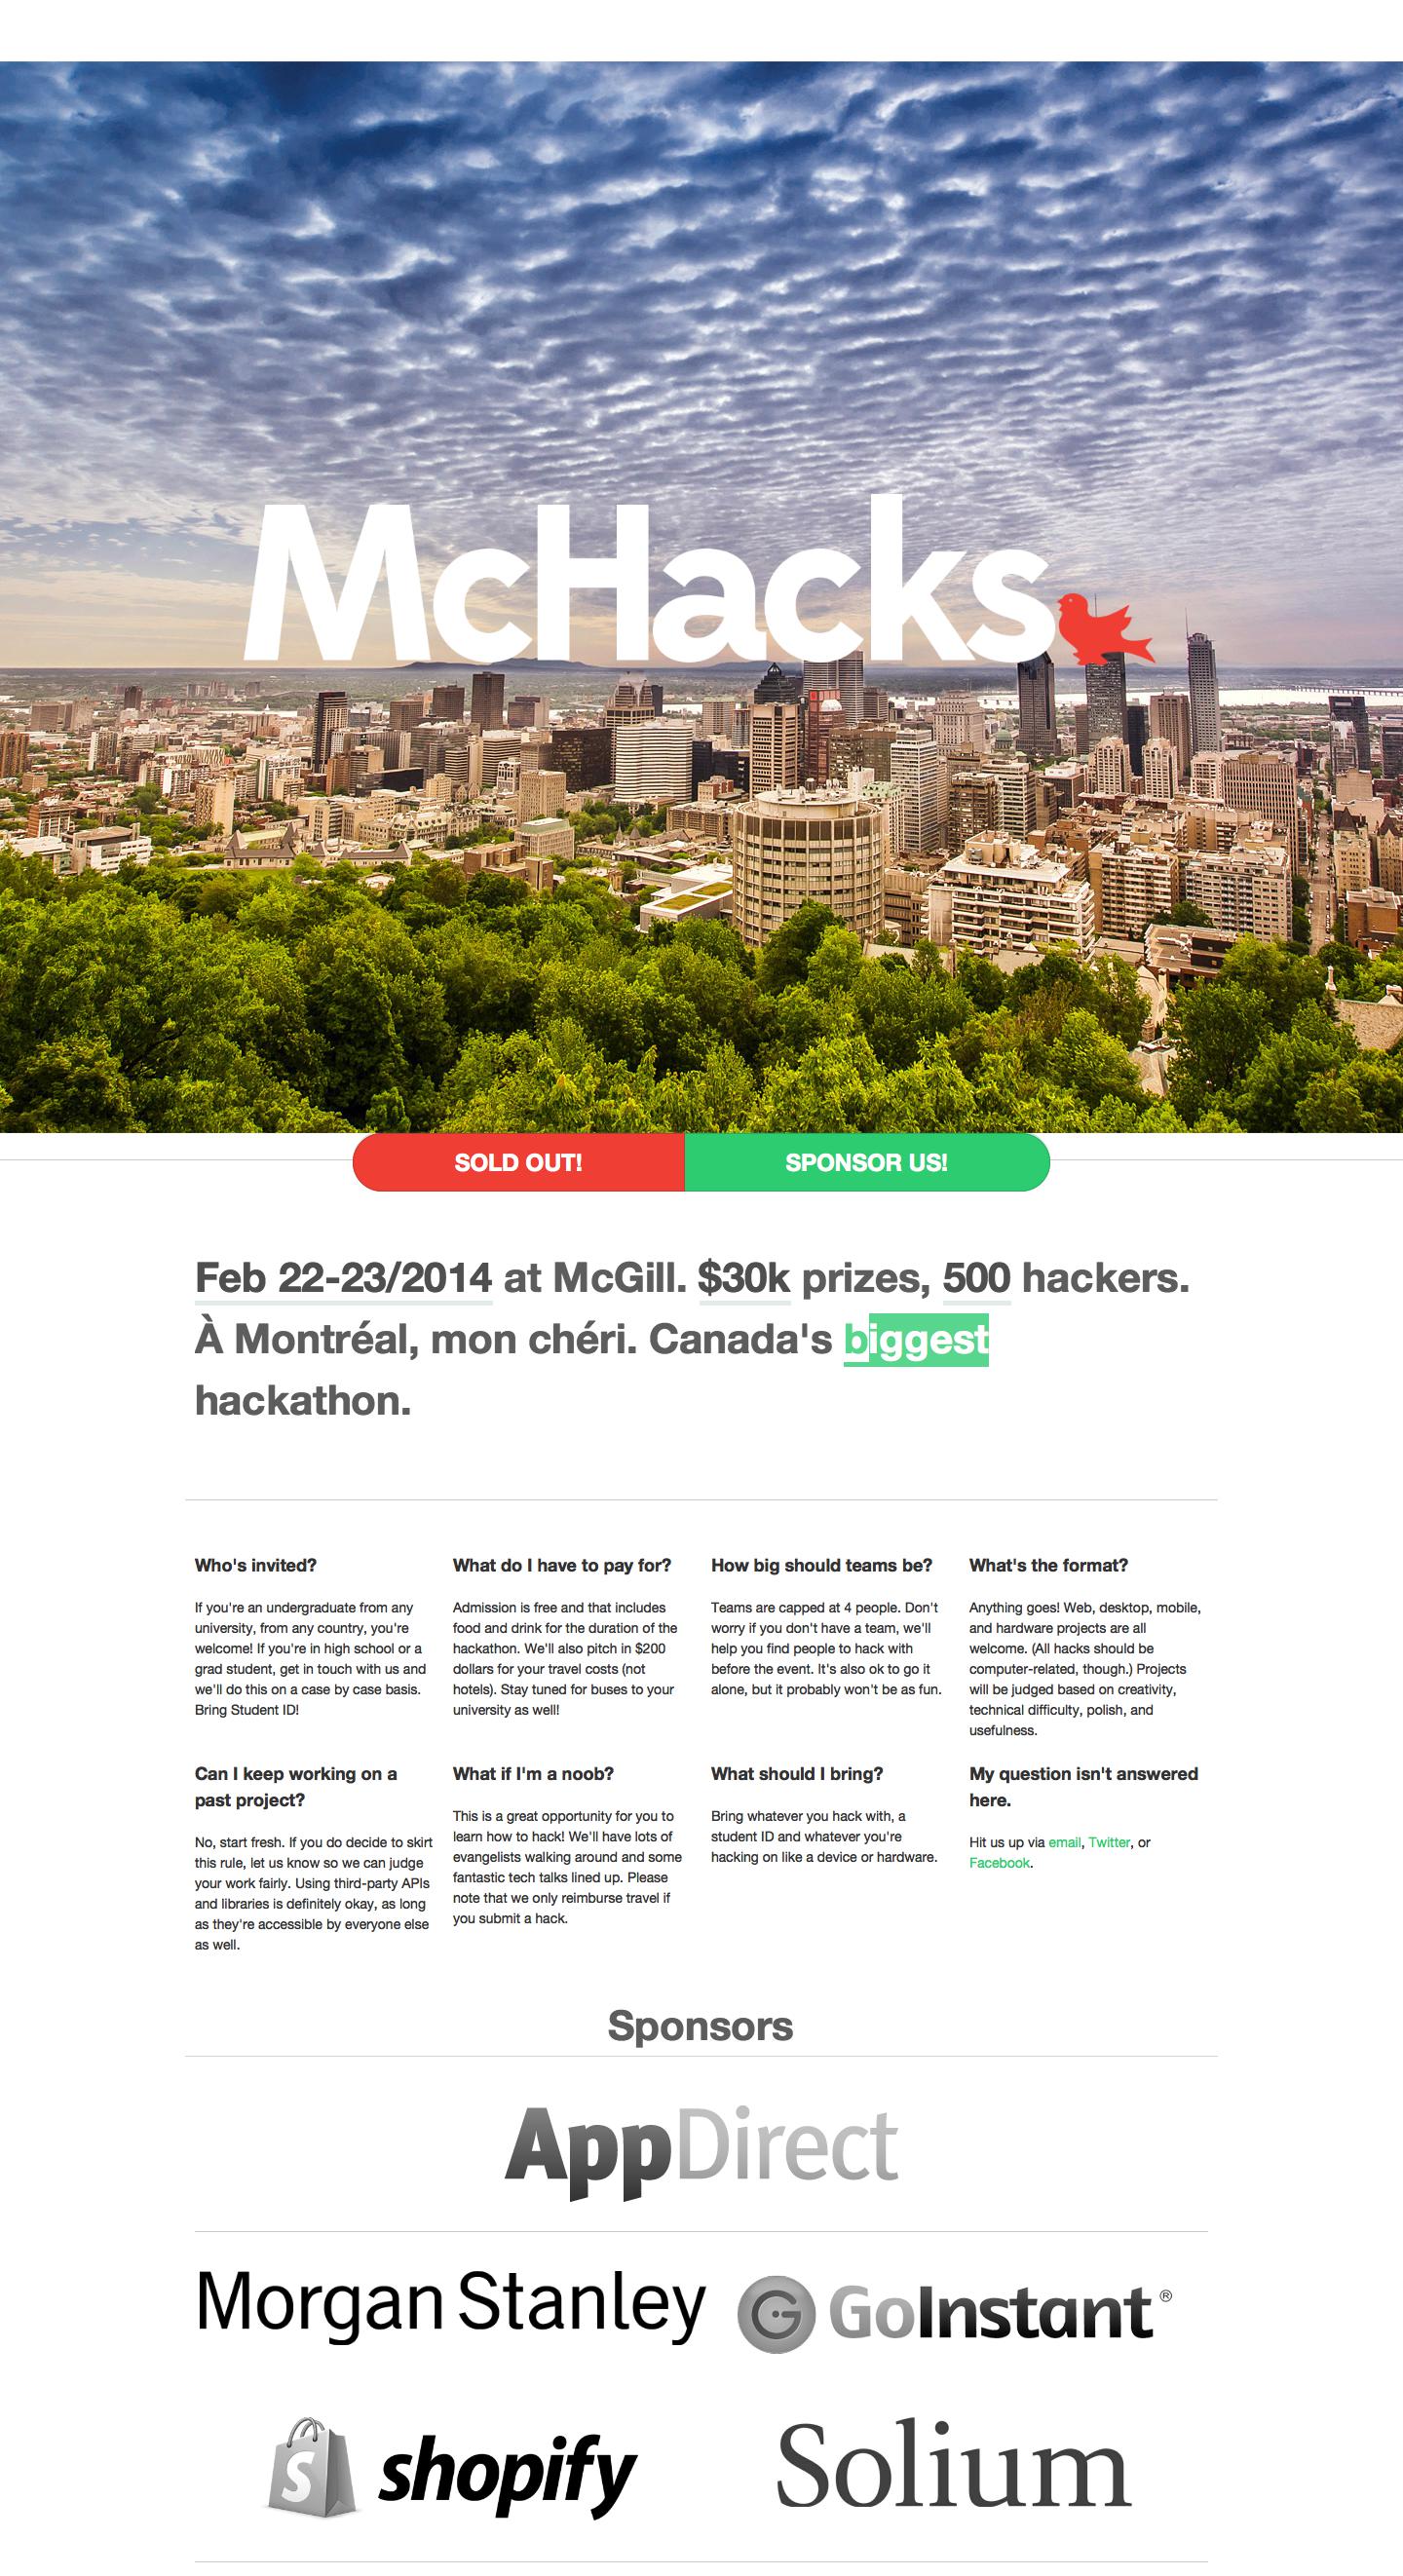 McHacks
SOLD OUT!
SPONSOR US!
Feb 22-23/2014 at McGill. $30k prizes, 500 hackers.
À Montréal, mon chéri. Canada's biggest
hackathon.
Who's invited?
If you're an undergraduate from any
university, from any country, you're
welcome! If you're in high school or a
grad student, get in touch with us and
we'll do this on a case by case basis.
Bring Student ID!
What do I have to pay for?
Admission is free and that includes
food and drink for the duration of the
hackathon. We'll also pitch in $200
dollars for your travel costs (not
hotels). Stay tuned for buses to your
university as well!
How big should teams be?
Teams are capped at 4 people. Don't
worry if you don't have a team, we'll
help you find people to hack with
before the event. It's also ok to go it
alone, but it probably won't be as fun.
What's the format?
Anything goes! Web, desktop, mobile,
and hardware projects are all
welcome. (All hacks should be
computer-related, though.) Projects
will be judged based on creativity,
technical difficulty, polish, and
usefulness.
Can I keep working on a
past project?
No, start fresh. If you do decide to skirt
this rule, let us know so we can judge
your work fairly. Using third-party APIs
and libraries is definitely okay, as long
as they're accessible by everyone else
as well.
What if I'm a noob?
This is a great opportunity for you to
learn how to hack! We'll have lots of
evangelists walking around and some
fantastic tech talks lined up. Please
note that we only reimburse travel if
you submit a hack.
What should I bring?
Bring whatever you hack with, a
student ID and whatever you're
hacking on like a device or hardware.
My question isn't answered
here.
Hit us up via email, Twitter, or
Facebook.
Sponsors
AppDirect
Morgan Stanley
G GoInstant®
S shopify
Solium